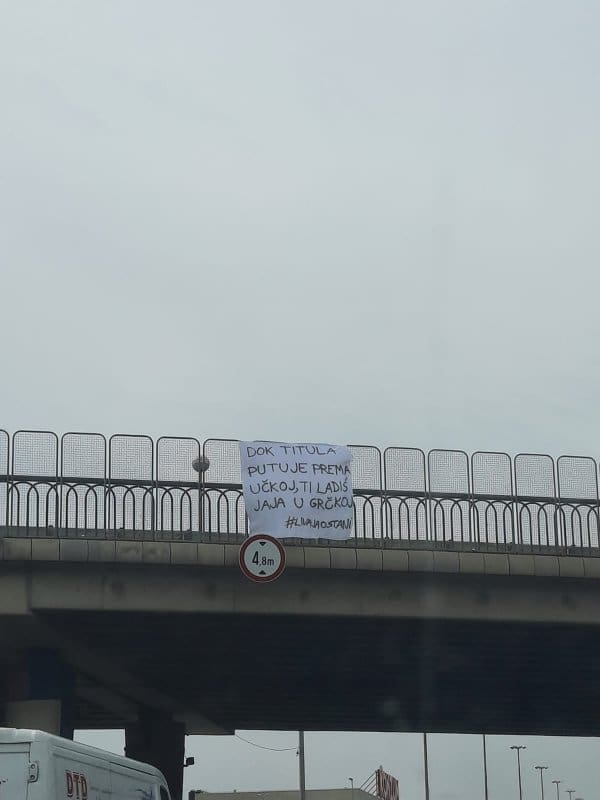 DOK TITULA
PUTUJE PREMA
UČKOJ, TI LADIŠ
JAJA U GRČKOJ
#LIVAJAOSTANI
4,8m
DTD